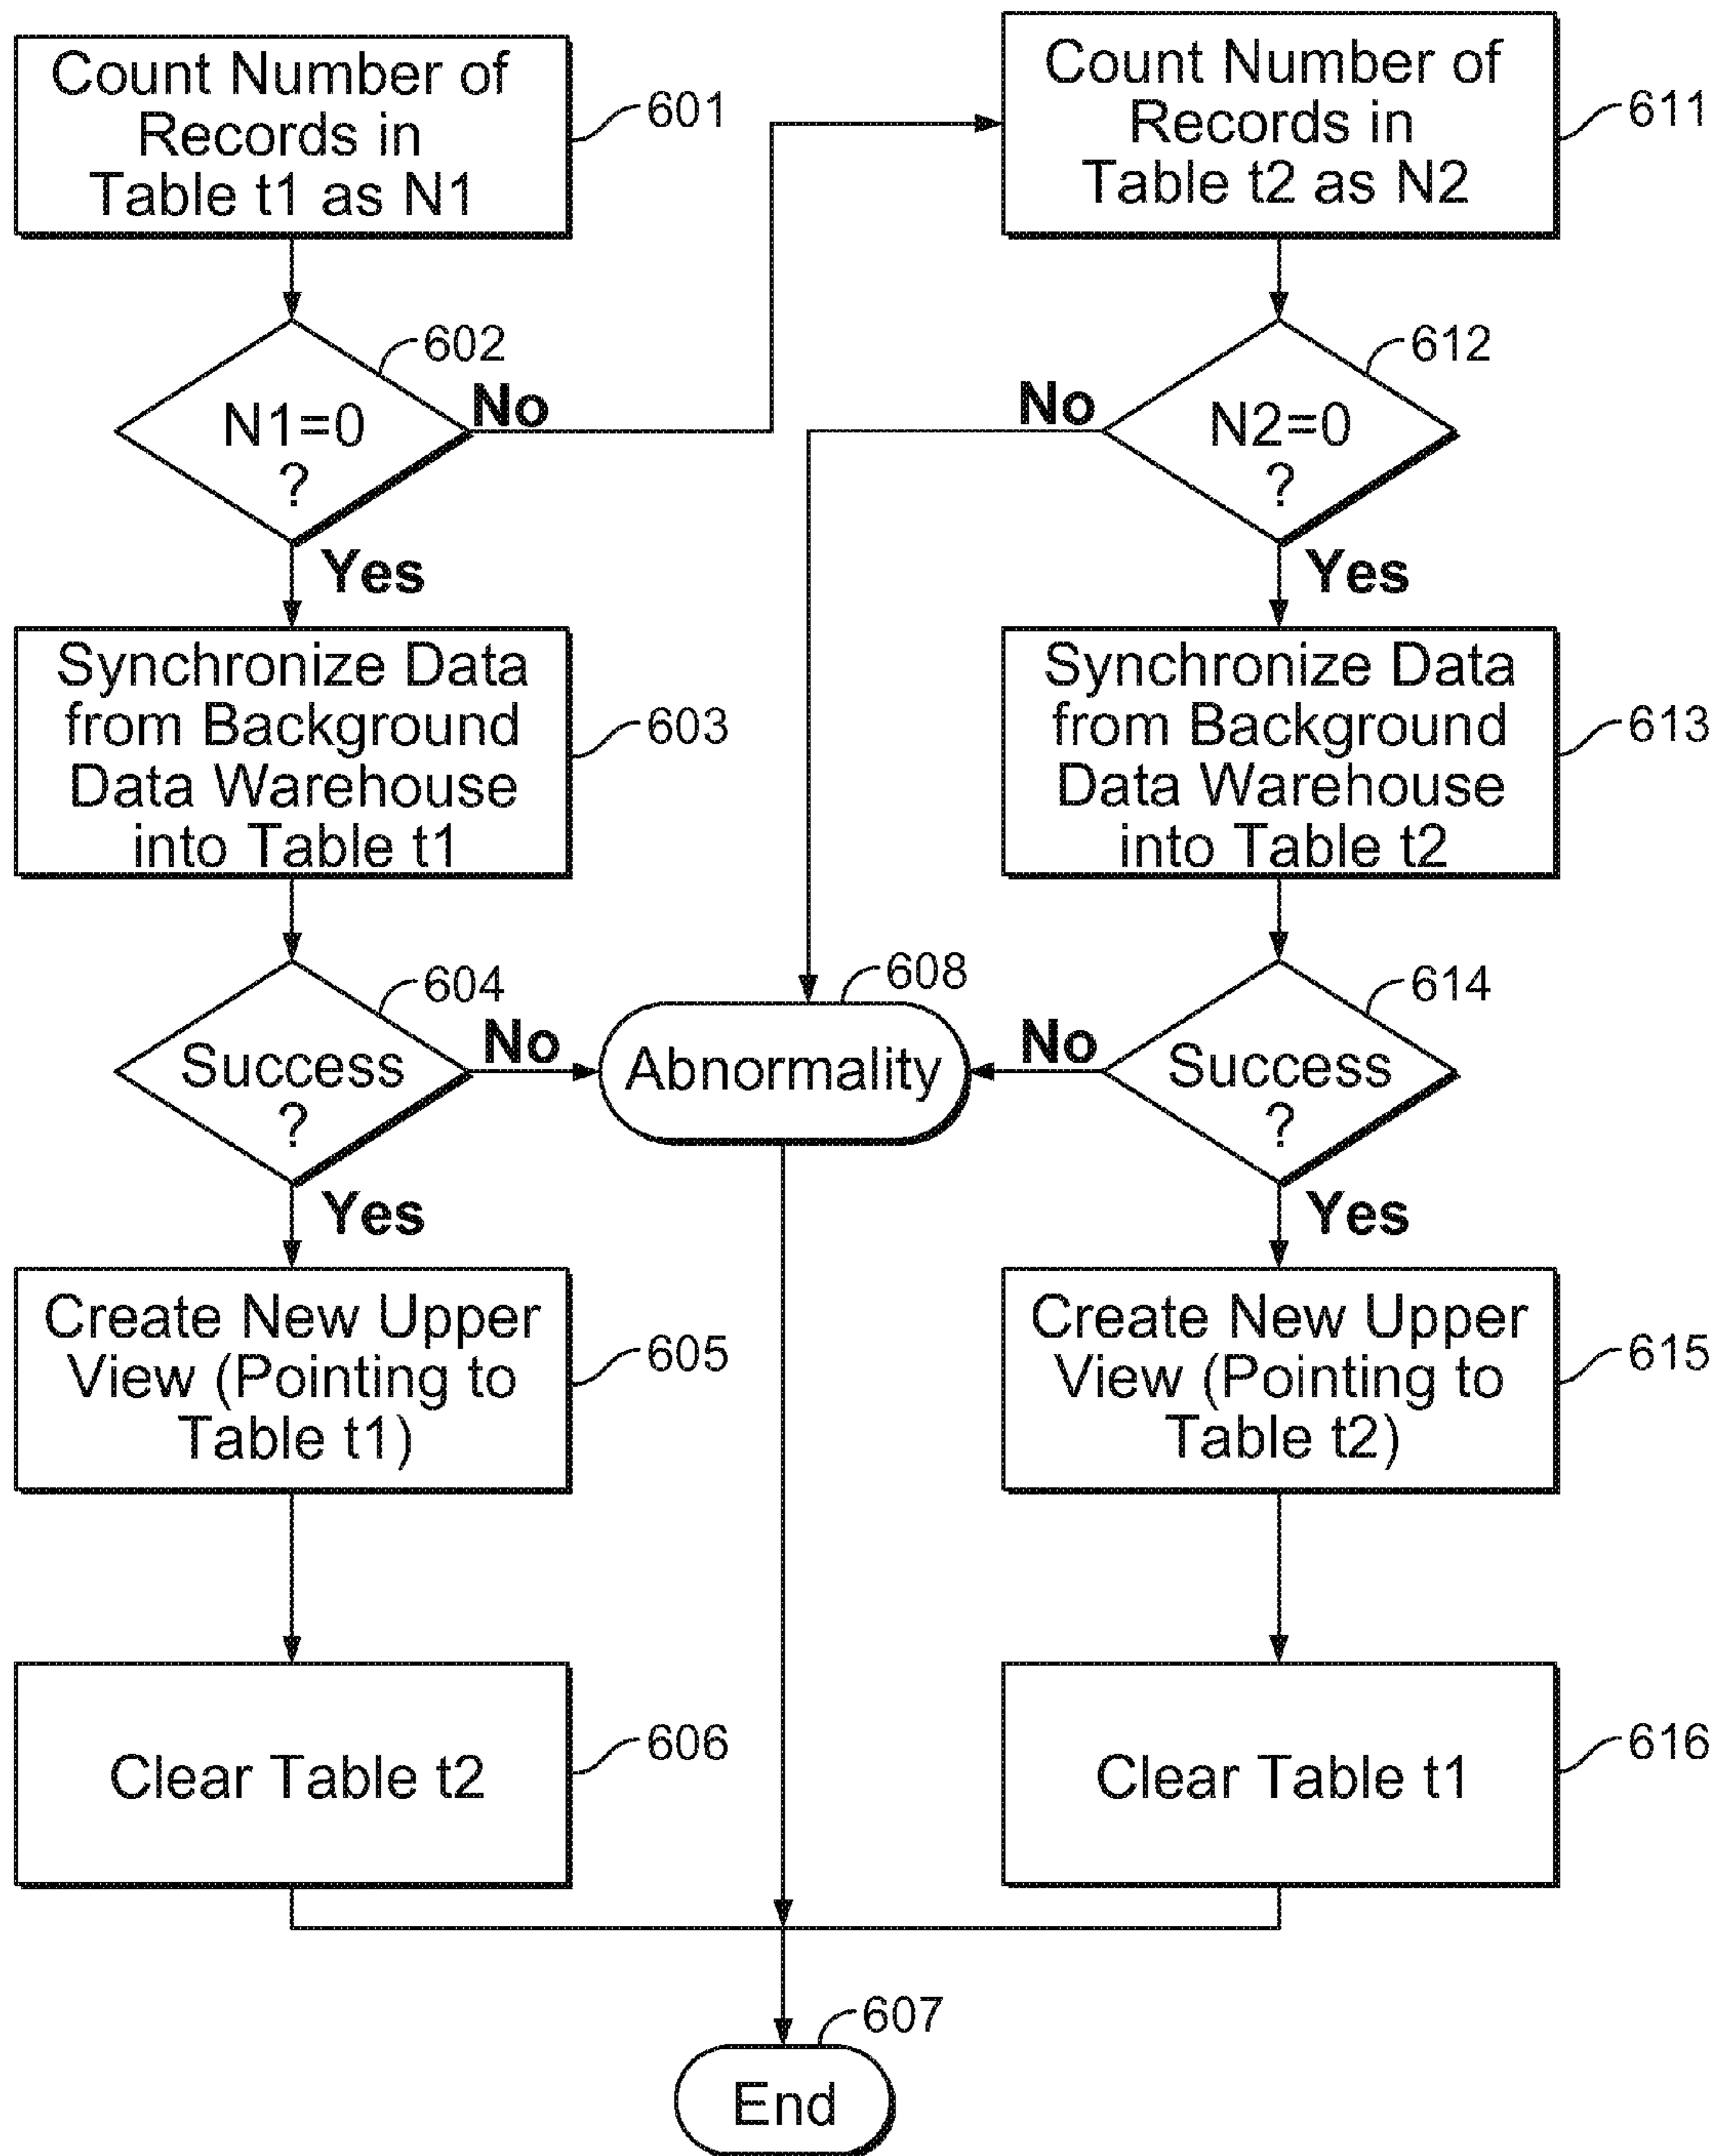 Count Number of
Records in
Table t1 as N1
601
Count Number of
Records in
Table t2 as N2
611
602
N1=0
?
No
Yes
612
N2=0
?
No
Yes
Synchronize Data
from Background
Data Warehouse
into Table t1
603
Synchronize Data
from Background
Data Warehouse
into Table t2
613
604
Success
?
No
Yes
608
Abnormality
614
Success
?
No
Yes
Create New Upper
View (Pointing to
Table t1)
605
Create New Upper
View (Pointing to
Table t2)
615
Clear Table t2
606
Clear Table t1
616
607
End